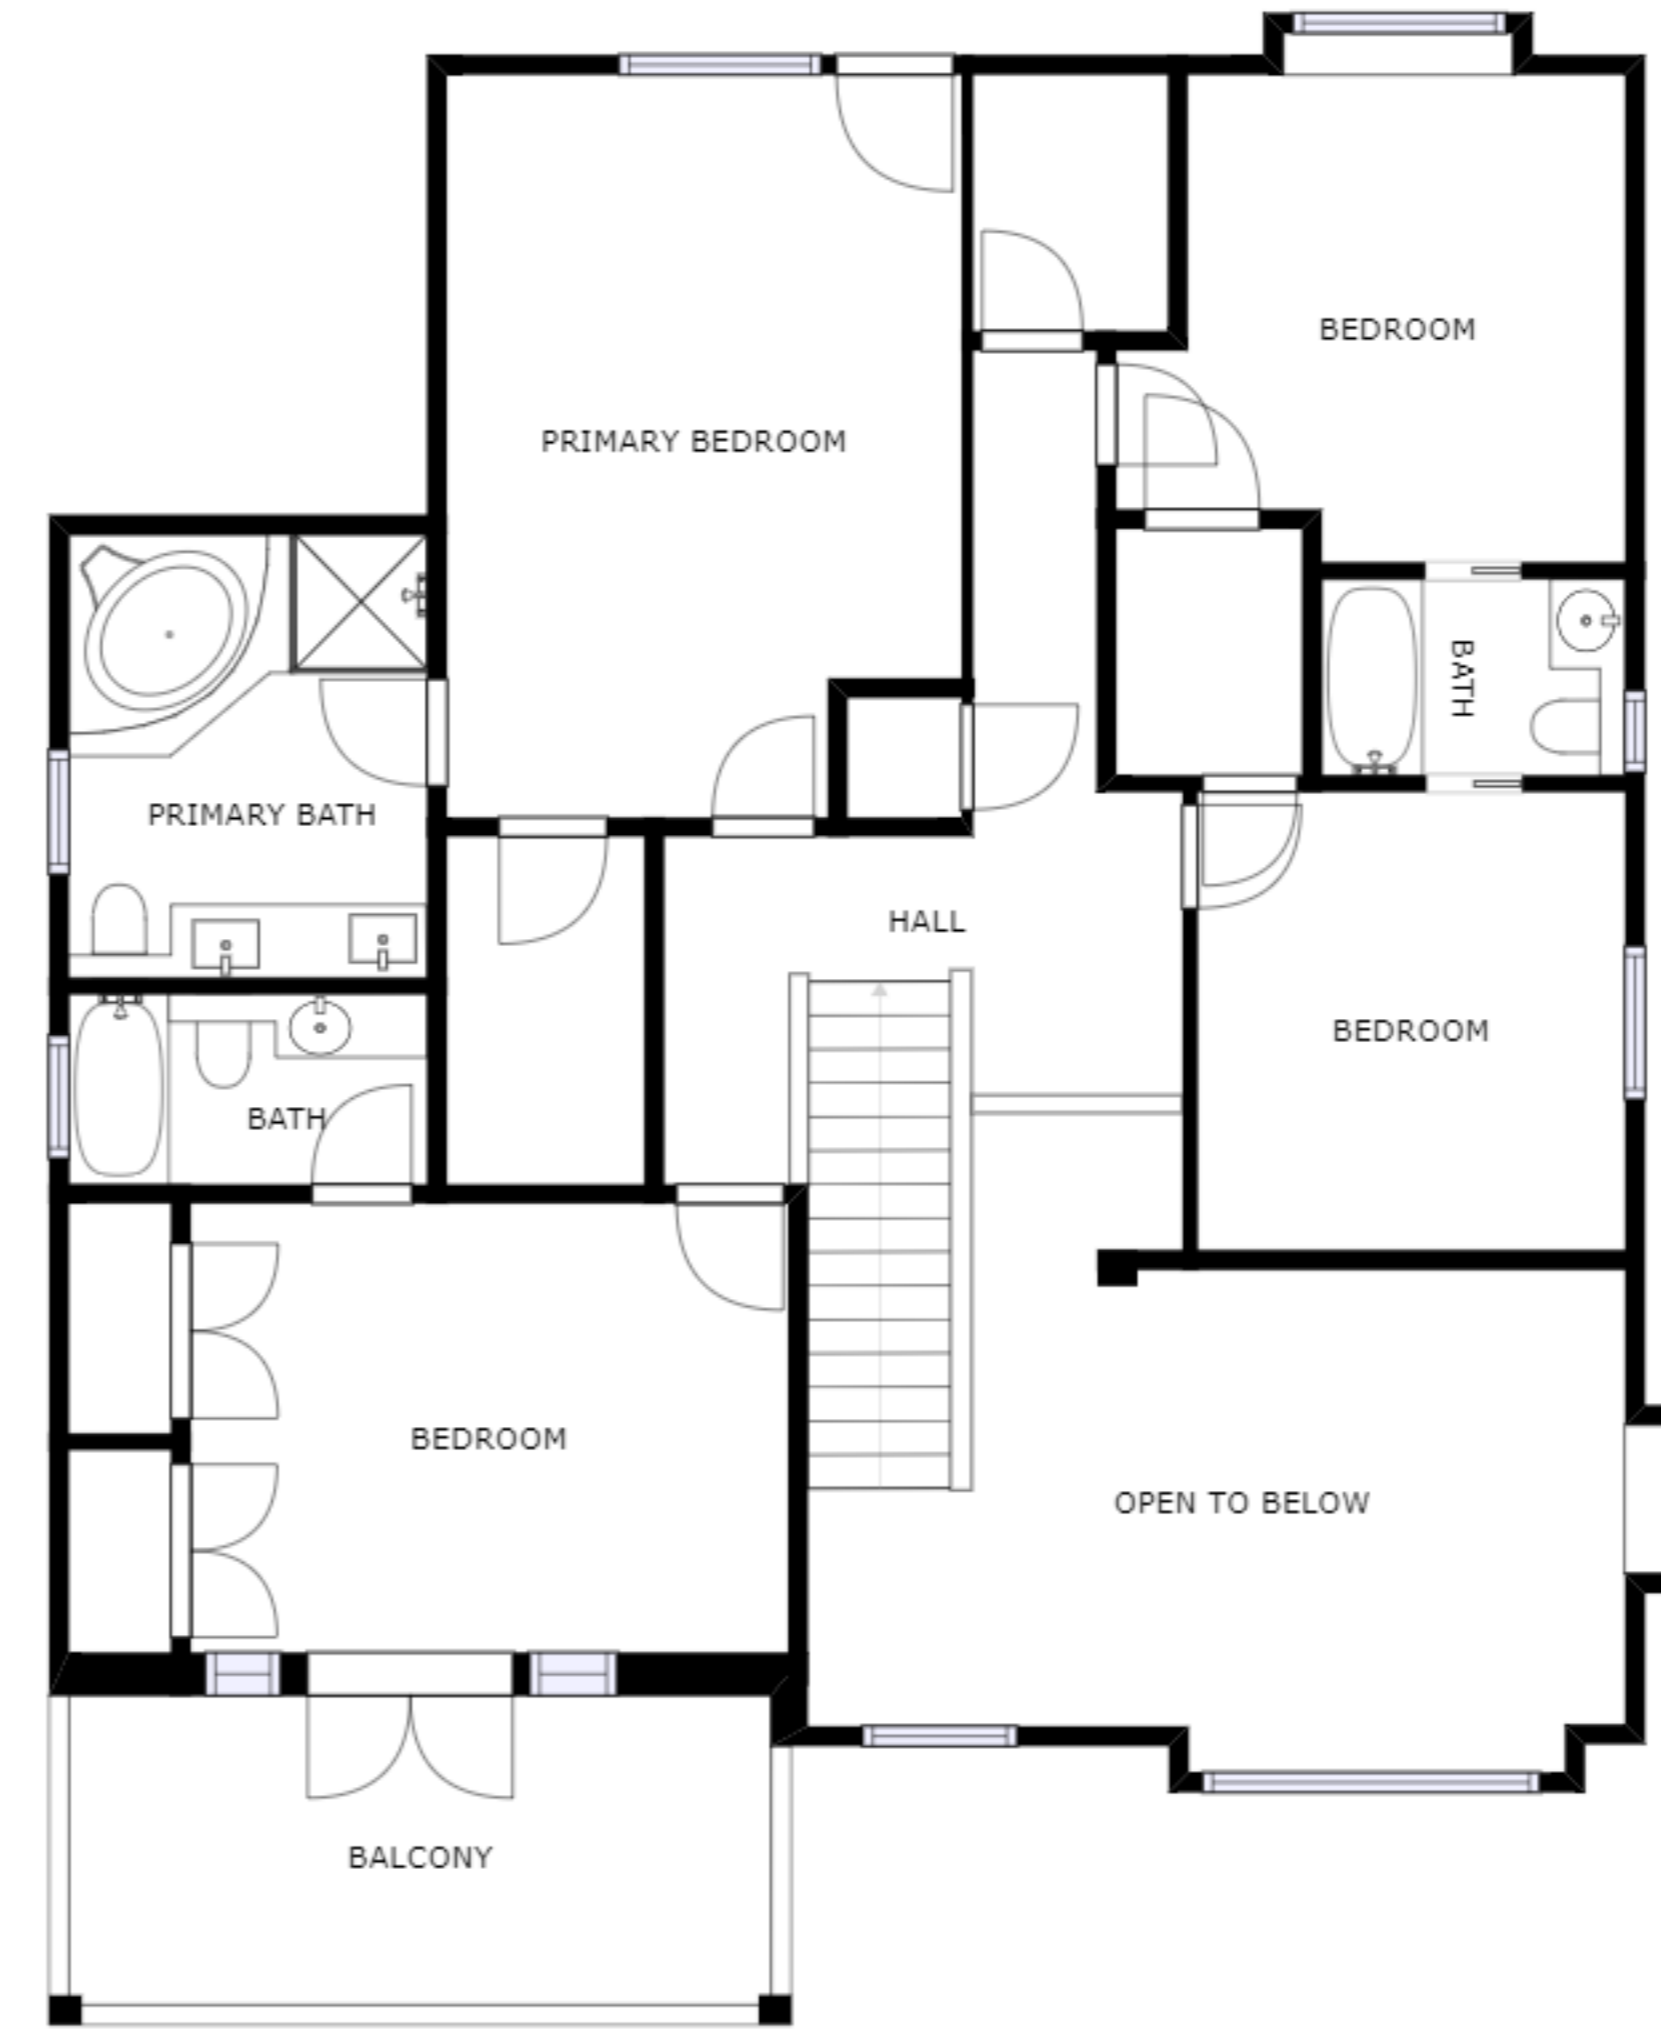 BEDROOM
PRIMARY BEDROOM
BATH
PRIMARY BATH
HALL
BEDROOM
BATH
BEDROOM
OPEN TO BELOW
BALCONY